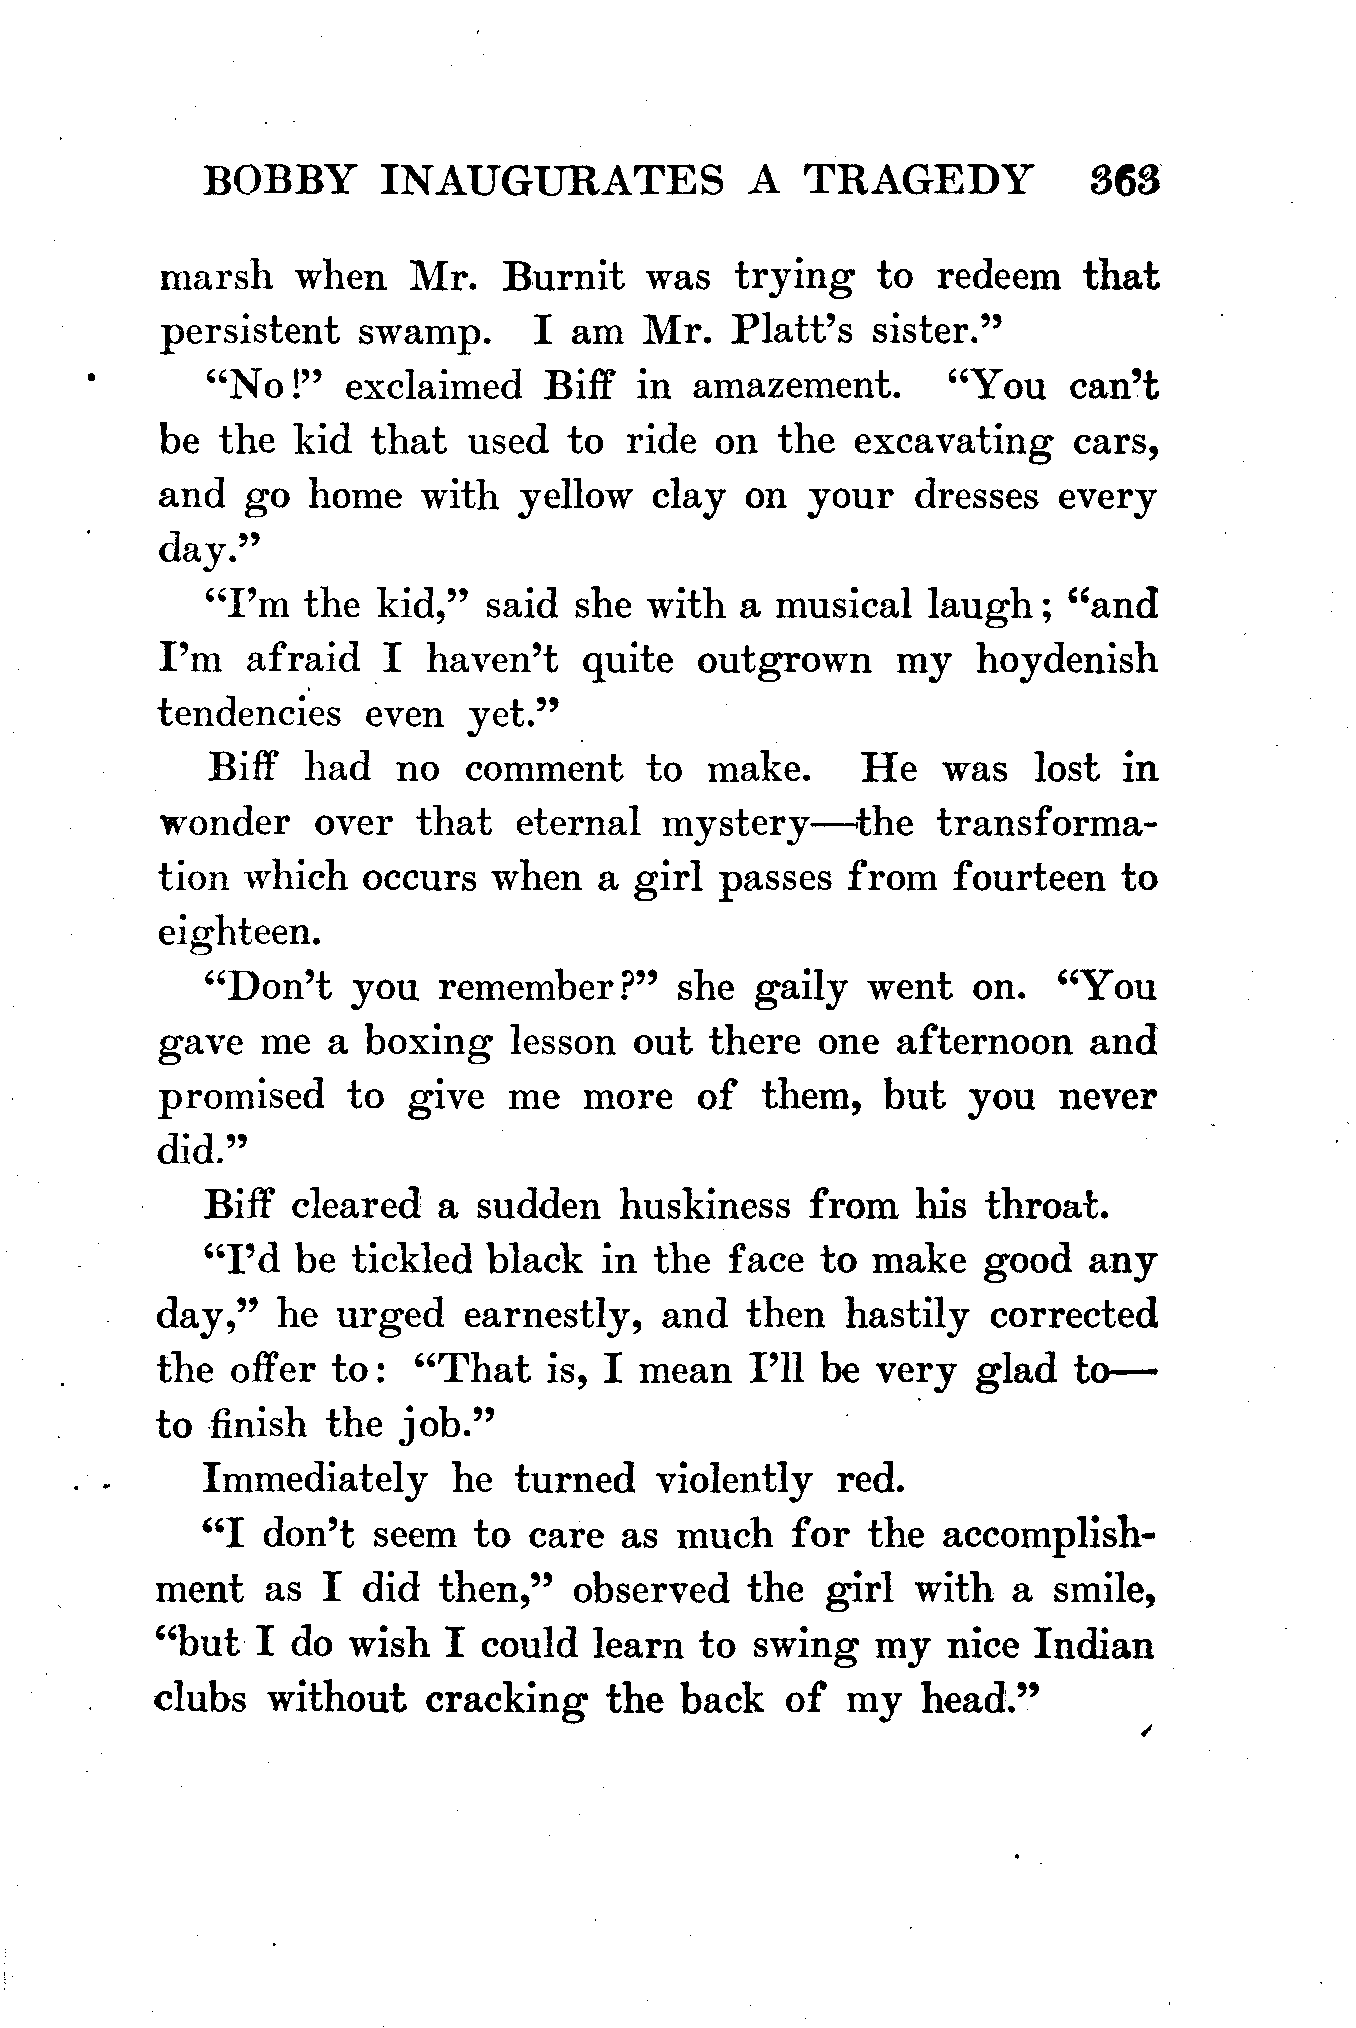 BOBBY INAUGURATES A TRAGEDY 363
marsh when Mr. Burnit was trying to redeem that
persistent swamp. I am Mr. Platt's sister."
"No!" exclaimed Biff in amazement. "You can't
be the kid that used to ride on the excavating cars,
and go home with yellow clay on your dresses every
day."
"I'm the kid," said she with a musical laugh; "and
I'm afraid I haven't quite outgrown my hoydenish
tendencies even yet."
Biff had no comment to make. He was lost in
wonder over that eternal mystery—the transforma-
tion which occurs when a girl passes from fourteen to
eighteen.
"Don't you remember?" she gaily went on. "You
gave me a boxing lesson out there one afternoon and
promised to give me more of them, but you never
did."
Biff cleared a sudden huskiness from his throat.
"I'd be tickled black in the face to make good any
day," he urged earnestly, and then hastily corrected
the offer to: "That is, I mean I'll be very glad to—
to finish the job."
Immediately he turned violently red.
"I don't seem to care as much for the accomplish-
ment as I did then," observed the girl with a smile,
"but I do wish I could learn to swing my nice Indian
clubs without cracking the back of my head."